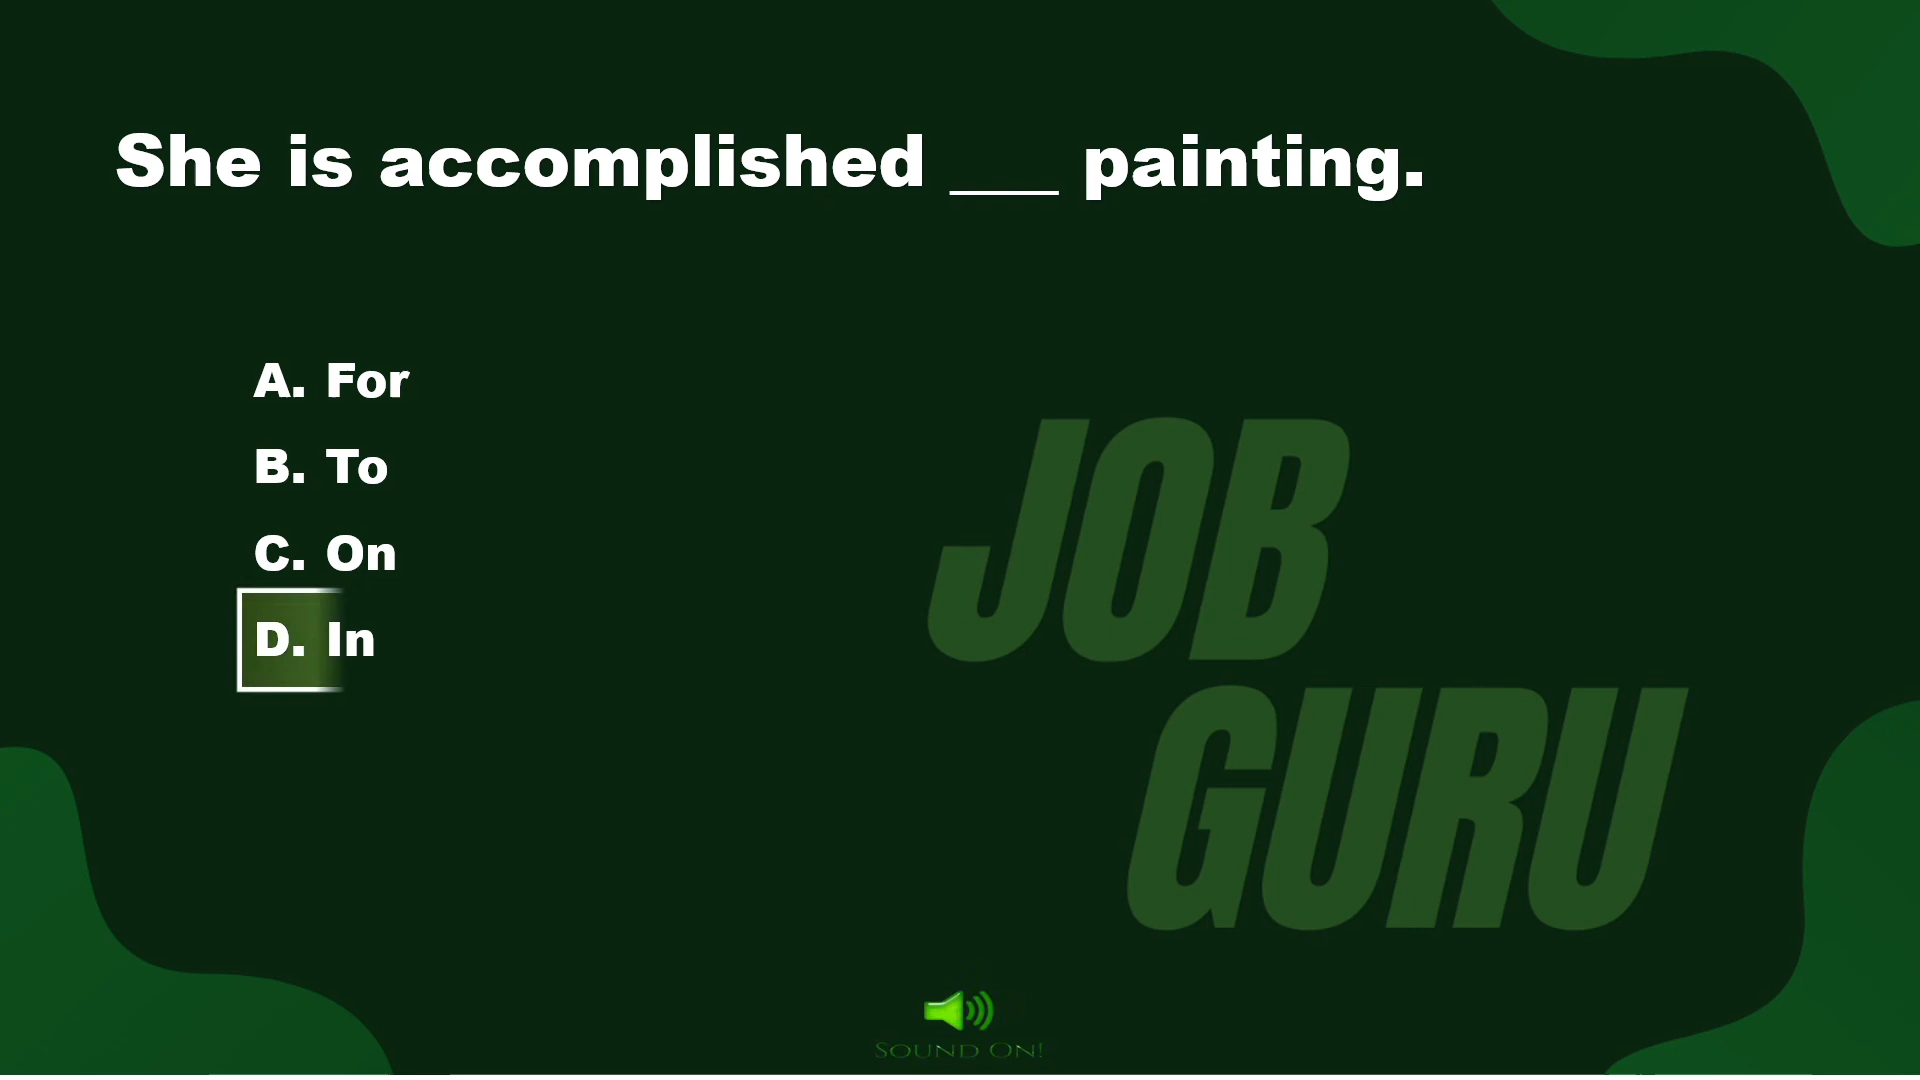 She is accomplished ___ painting.
A. For
B. To
C. On
D. In
JOB
GURU
SOUND ON!